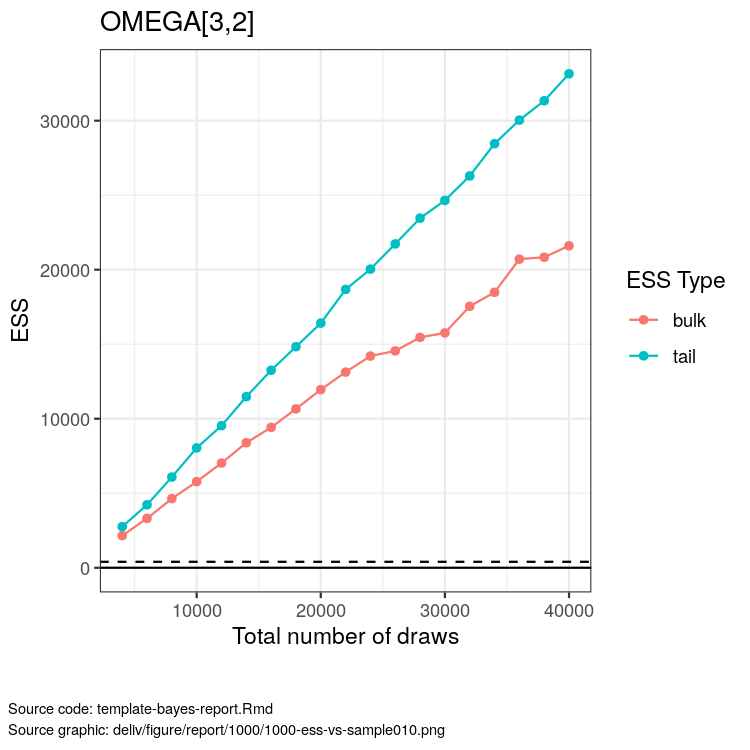 OMEGA[3,2]
30000
20000
10000
0
ESS
10000 20000 30000 40000
Total number of draws
ESS Type
bulk
tail
Source code: template-bayes-report.Rmd
Source graphic: deliv/figure/report/1000/1000-ess-vs-sample010.png